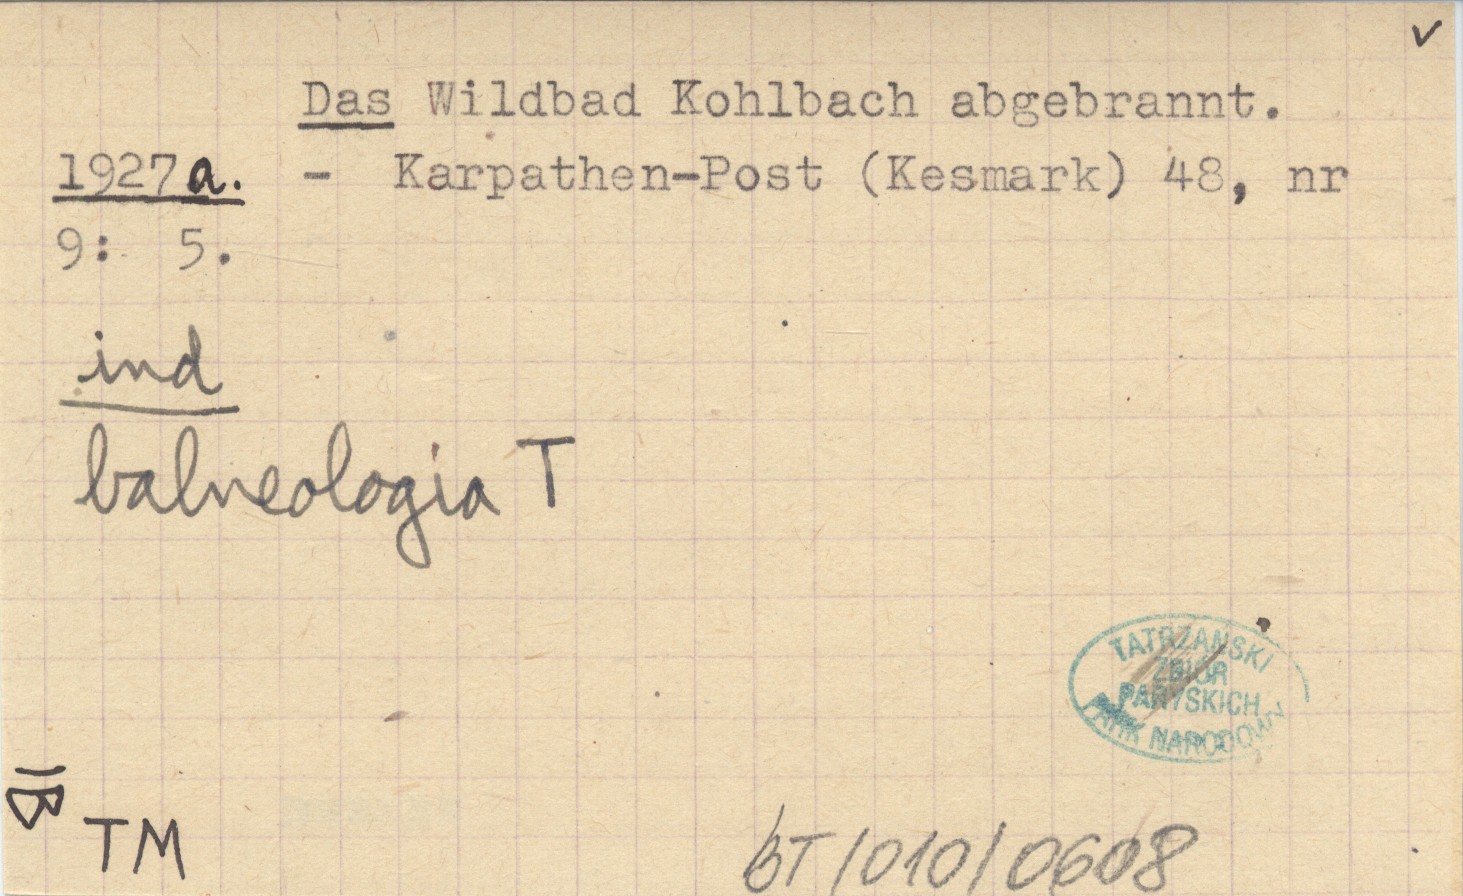 v
Das Wildbad Kohlbach abgebrannt.
1927a. - Karpathen-Post (Kesmark) 48, nr
9: 5.
ind
balneologia T
TATRZAŃSKI
ZBIÓR
PARYSKICH
PARK NARODOWY
TM
BT/010/0608